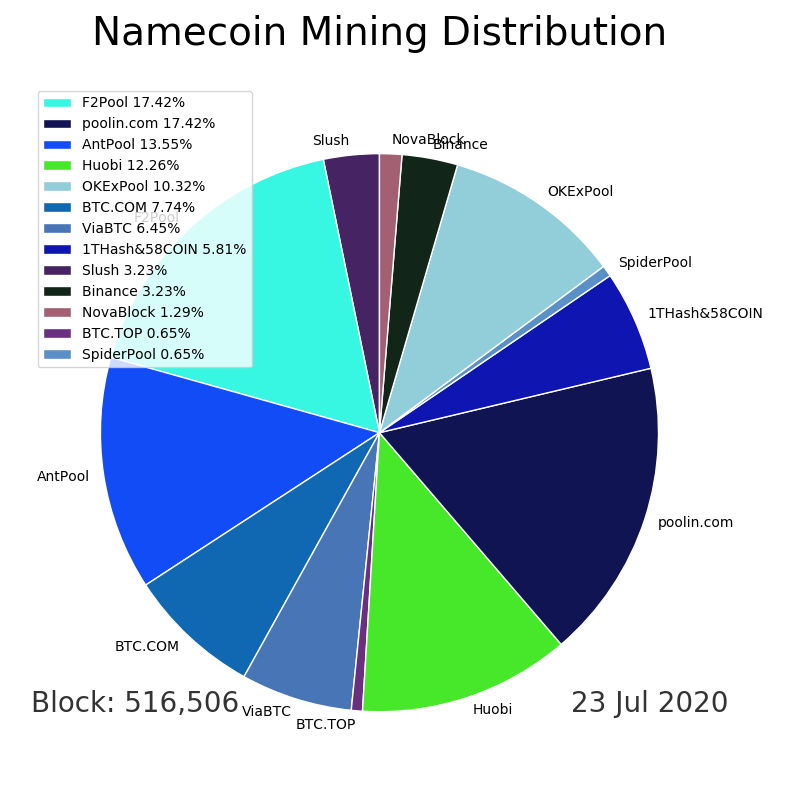 Namecoin Mining Distribution
F2Pool 17.42%
poolin.com 17.42%
AntPool 13.55%
Huobi 12.26%
OKExPool 10.32%
BTC.COM 7.74%
ViaBTC 6.45%
1THash&58COIN 5.81%
Slush 3.23%
Binance 3.23%
NovaBlock 1.29%
BTC.TOP 0.65%
SpiderPool 0.65%
Slush
NovaBlock
Binance
OKExPool
F2Pool
SpiderPool
1THash&58COIN
AntPool
poolin.com
BTC.COM
Huobi
ViaBTC
BTC.TOP
Block: 516,506
23 Jul 2020